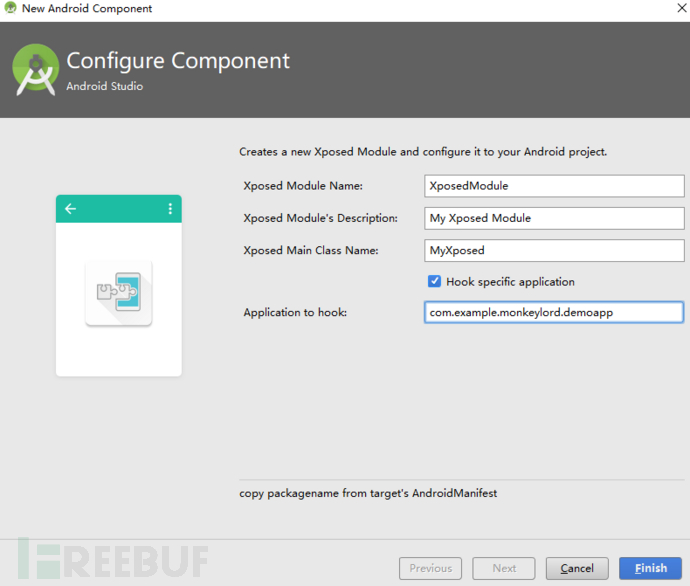 New Android Component
Configure Component
Android Studio
Creates a new Xposed Module and configure it to your Android project.
Xposed Module Name:
XposedModule
Xposed Module's Description:
My Xposed Module
Xposed Main Class Name:
MyXposed
Hook specific application
Application to hook:
com.example.monkeylord.demoapp
copy packagename from target's AndroidManifest
FREEBUF
Previous
Next
Cancel
Finish